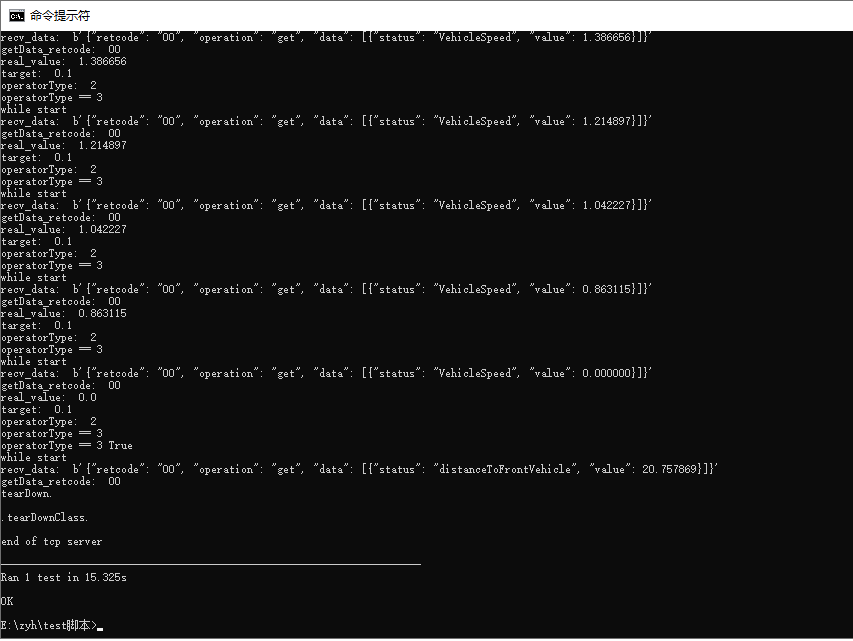 命令提示符
recv_data:  b'{"retcode": "00", "operation": "get", "data": [{"status": "VehicleSpeed", "value": 1.386656}]}'
getData_retcode:  00
real_value:  1.386656
target:  0.1
operatorType:  2
operatorType == 3
while start
recv_data:  b'{"retcode": "00", "operation": "get", "data": [{"status": "VehicleSpeed", "value": 1.214897}]}'
getData_retcode:  00
real_value:  1.214897
target:  0.1
operatorType:  2
operatorType == 3
while start
recv_data:  b'{"retcode": "00", "operation": "get", "data": [{"status": "VehicleSpeed", "value": 1.042227}]}'
getData_retcode:  00
real_value:  1.042227
target:  0.1
operatorType:  2
operatorType == 3
while start
recv_data:  b'{"retcode": "00", "operation": "get", "data": [{"status": "VehicleSpeed", "value": 0.863115}]}'
getData_retcode:  00
real_value:  0.863115
target:  0.1
operatorType:  2
operatorType == 3
while start
recv_data:  b'{"retcode": "00", "operation": "get", "data": [{"status": "VehicleSpeed", "value": 0.000000}]}'
getData_retcode:  00
real_value:  0.0
target:  0.1
operatorType:  2
operatorType == 3
operatorType == 3 True
while start
recv_data:  b'{"retcode": "00", "operation": "get", "data": [{"status": "distanceToFrontVehicle", "value": 20.757869}]}'
getData_retcode:  00
tearDown.
.tearDownClass.
end of tcp server
----------------------------------------------------------------------
Ran 1 test in 15.325s
OK
E:\zyh\test脚本>_